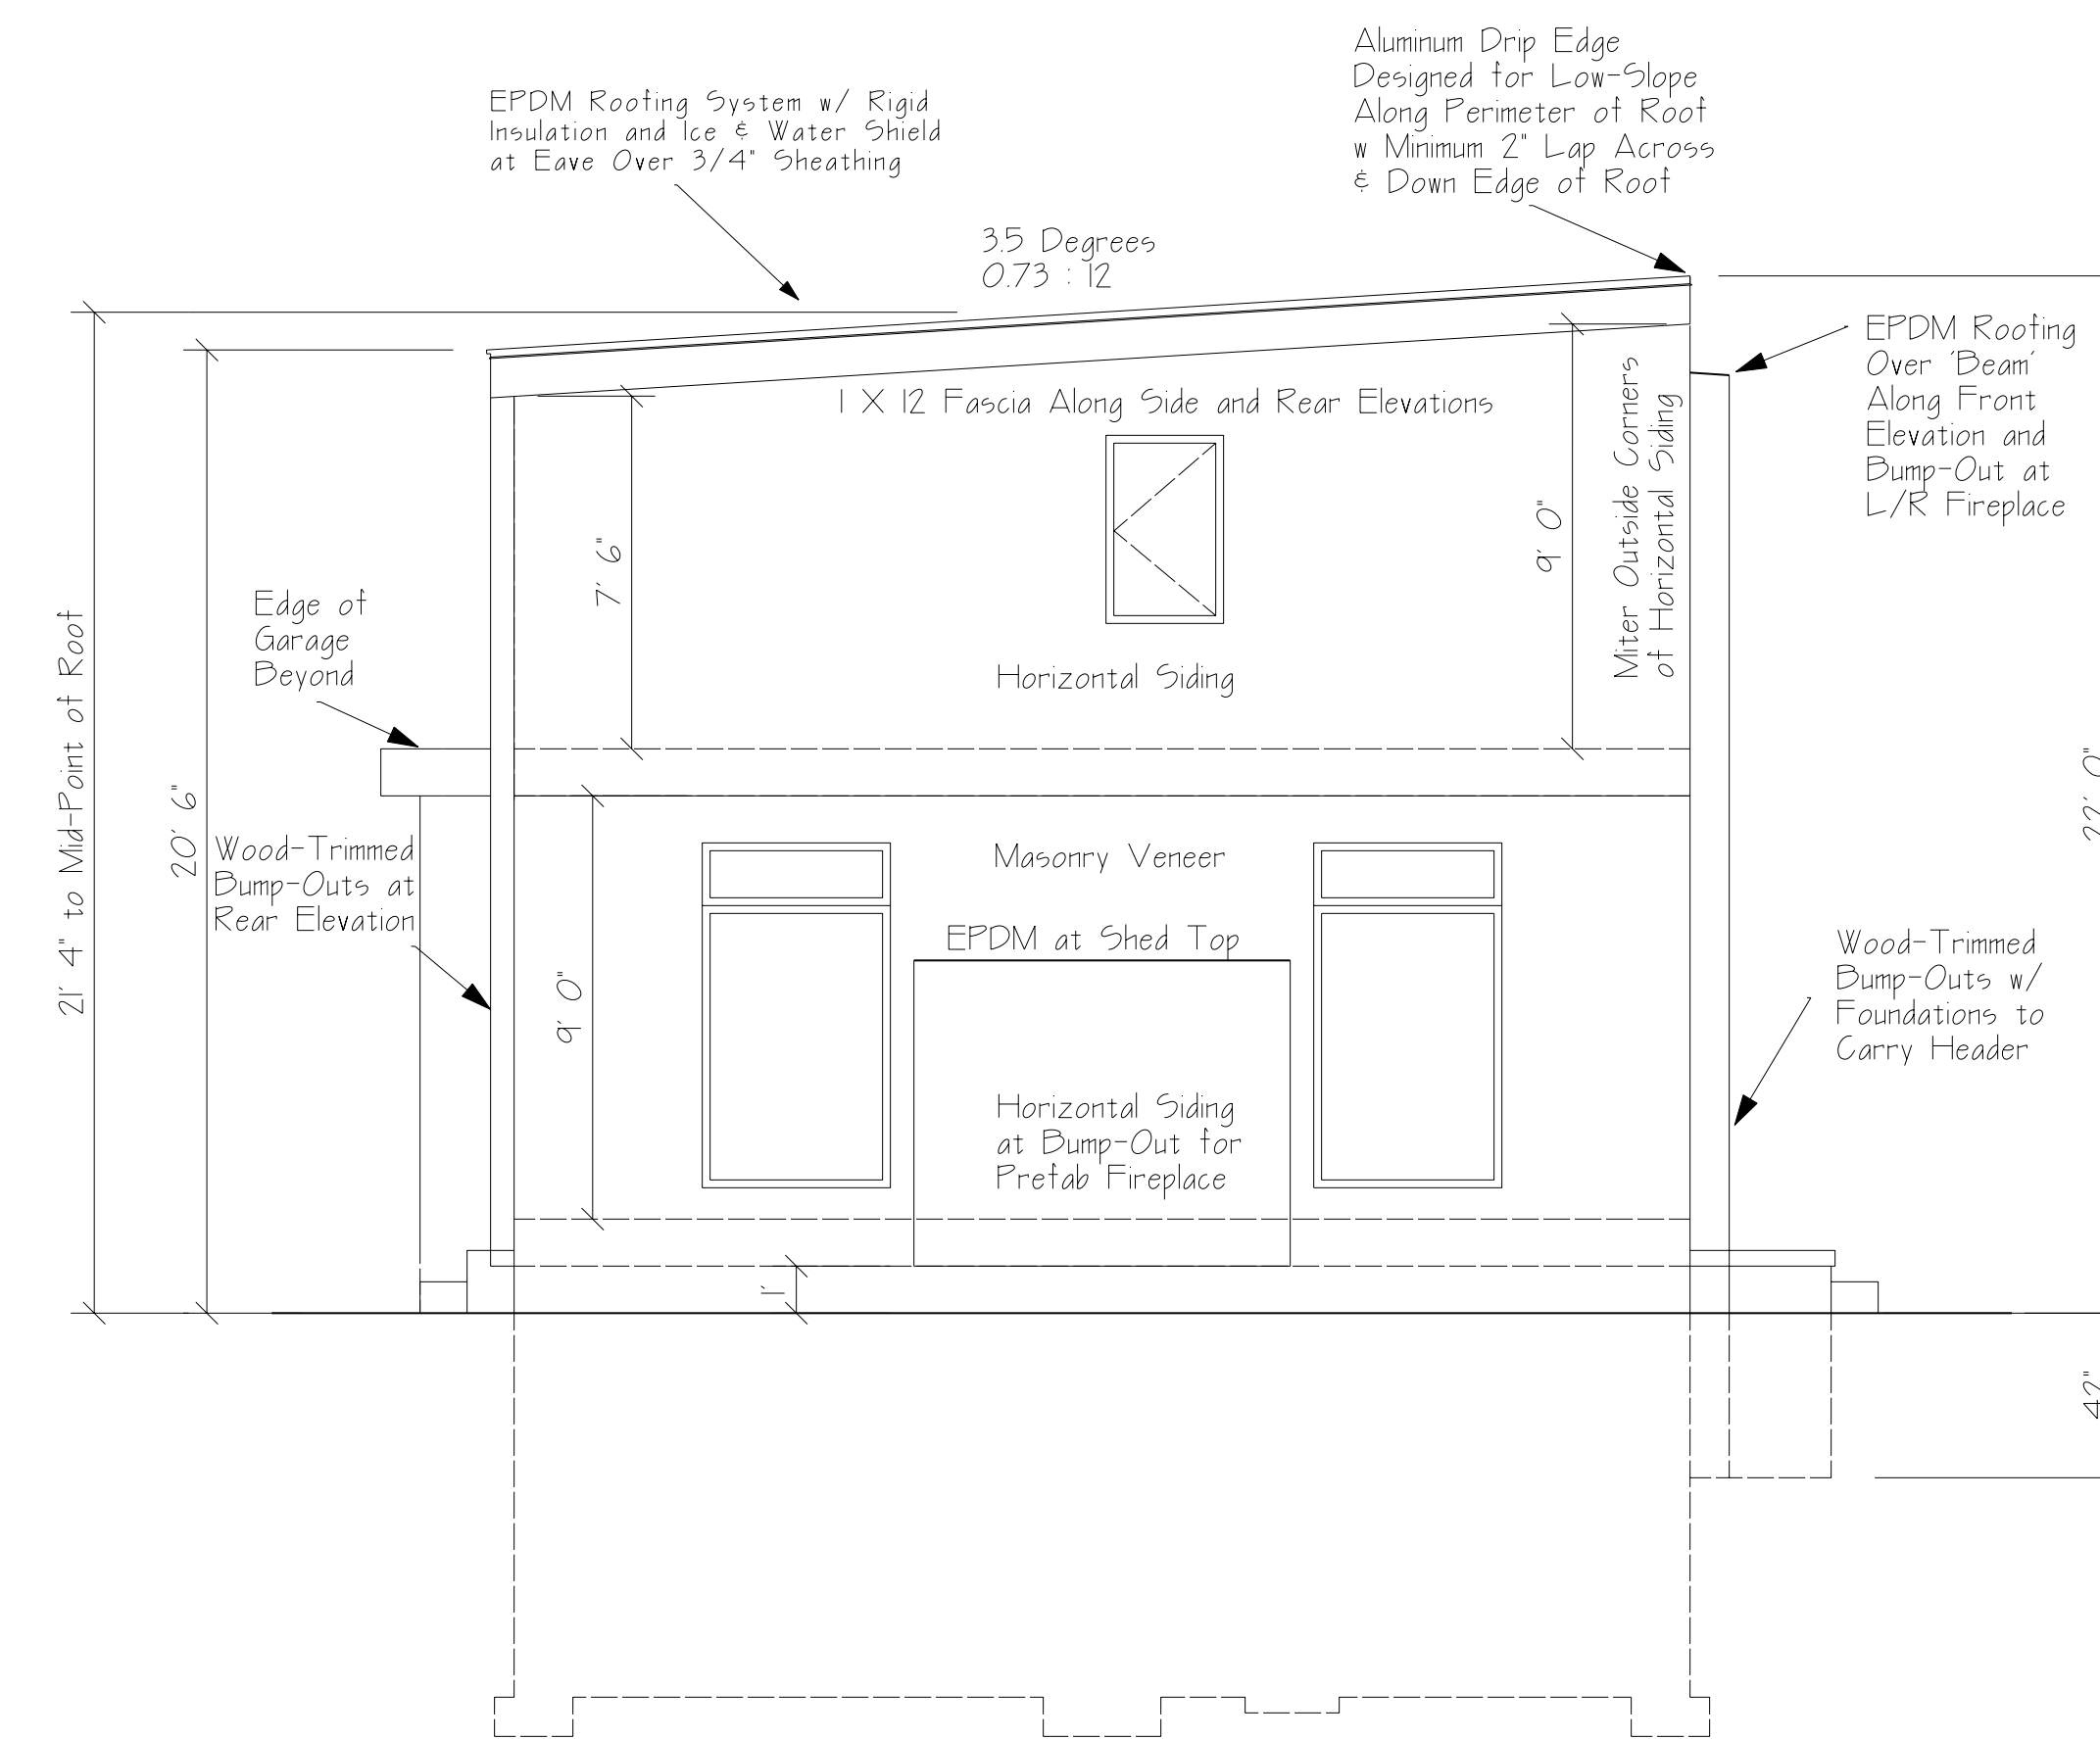 Aluminum Drip Edge
Designed for Low-Slope
Along Perimeter of Roof
w Minimum 2" Lap Across
& Down Edge of Roof
EPDM Roofing System w/ Rigid
Insulation and Ice & Water Shield
at Eave Over 3/4" Sheathing
3.5 Degrees
0.73 : 12
EPDM Roofing
Over 'Beam'
Along Front
Elevation and
Bump-Out at
L/R Fireplace
1 X 12 Fascia Along Side and Rear Elevations
Miter Outside Corners
of Horizontal Siding
9' 0"
7' 6"
Edge of
Garage
Beyond
Horizontal Siding
21' 4" to Mid-Point of Roof
20' 6"
22' 0"
Wood-Trimmed
Bump-Outs at
Rear Elevation
Masonry Veneer
EPDM at Shed Top
9' 0"
Wood-Trimmed
Bump-Outs w/
Foundations to
Carry Header
Horizontal Siding
at Bump-Out for
Prefab Fireplace
1'
42"